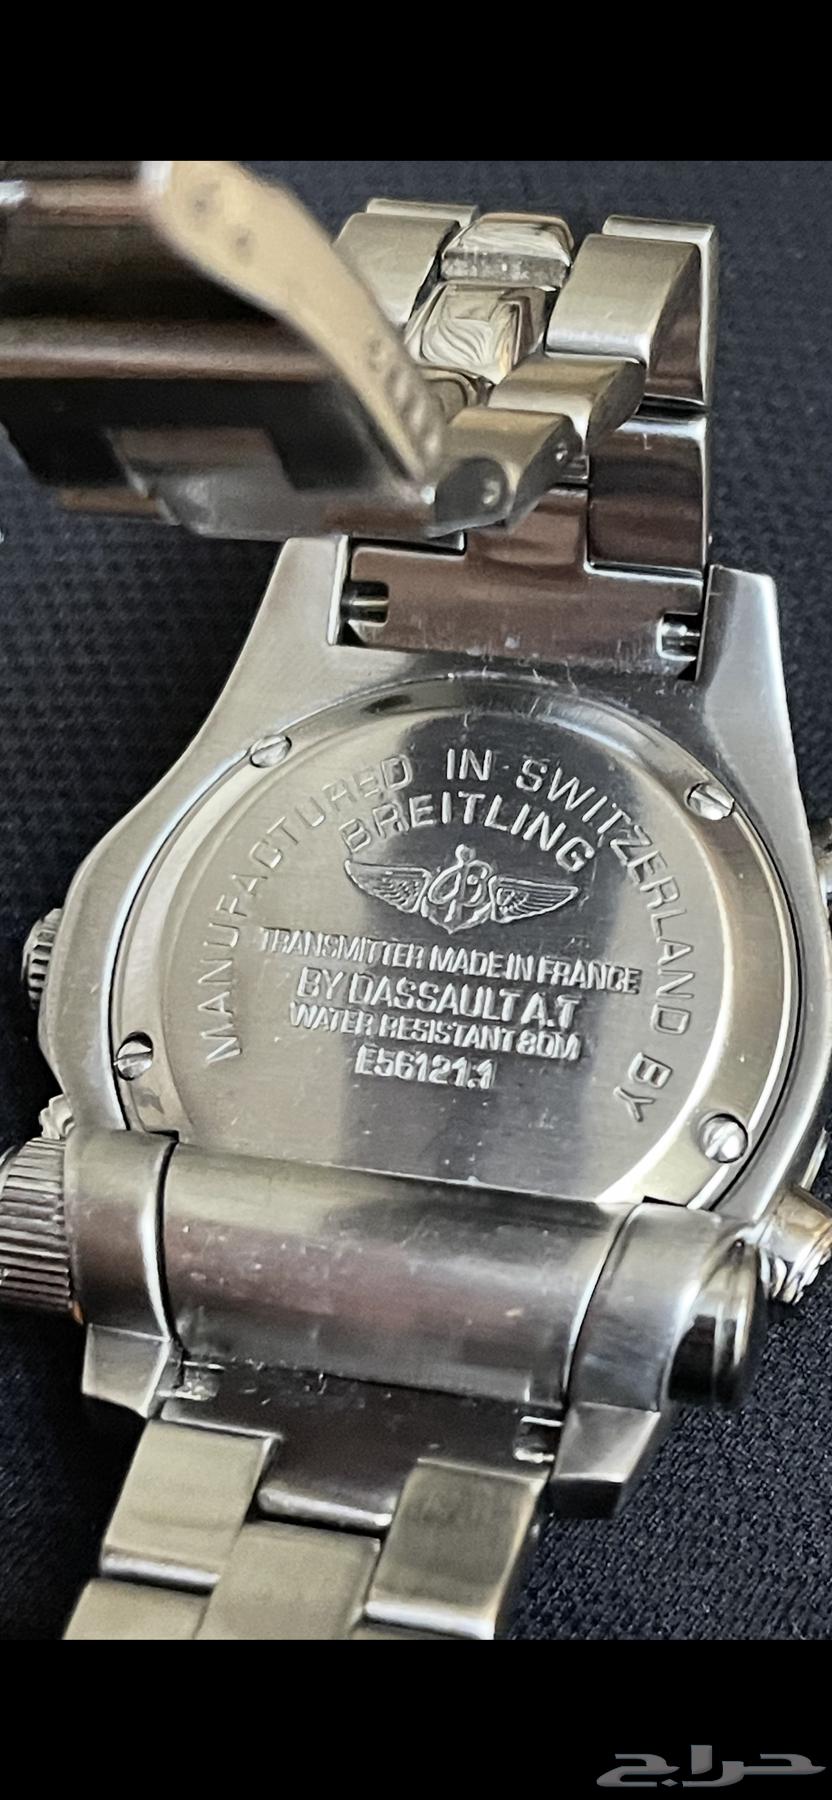 MANUFACTURED IN SWITZERLAND BY
BREITLING
TRANSMITTER MADE IN FRANCE
BY DASSAULT A.T
WATER RESISTANT 80M
E56121.1
حراج